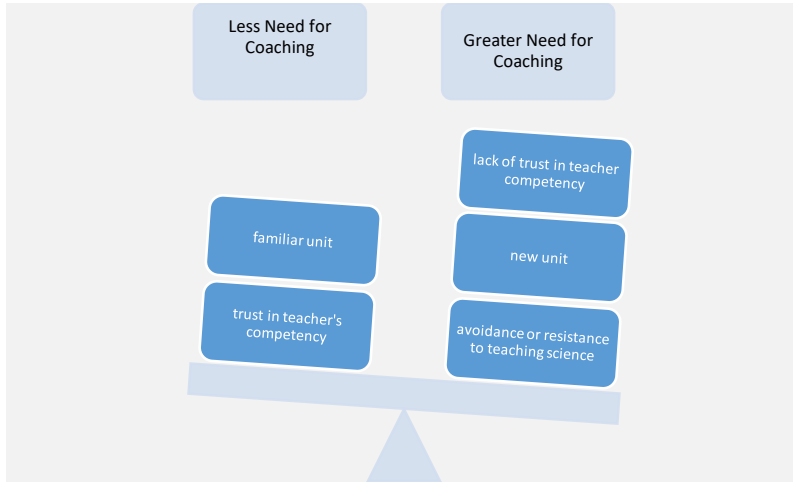 Less Need for
Coaching
Greater Need for
Coaching
lack of trust in teacher
competency
familiar unit
new unit
trust in teacher's
competency
avoidance or resistance
to teaching science